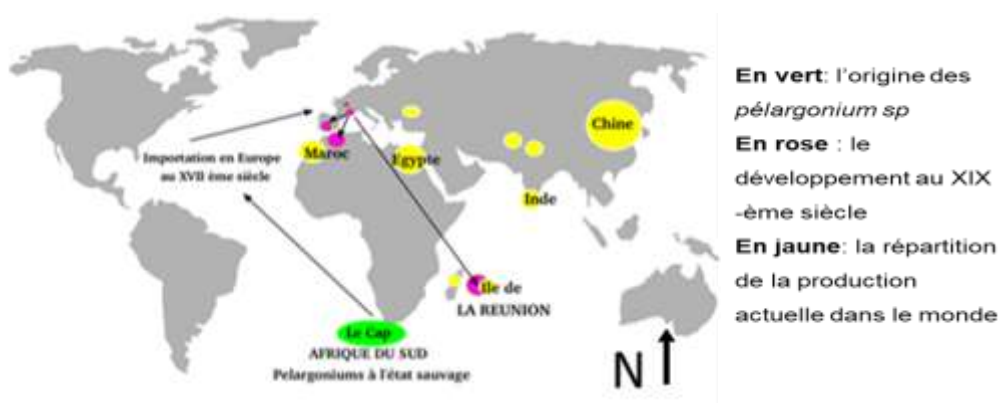 En vert: l'origine des
pélargonium sp
En rose : le
développement au XIX
-ème siècle
En jaune: la répartition
de la production
actuelle dans le monde
Chine
Importation en Europe
au XVII ème siècle
Maroc
Egypte
Inde
Ile de
LA REUNION
Le Cap
AFRIQUE DU SUD
Pelargoniums à l'état sauvage
N